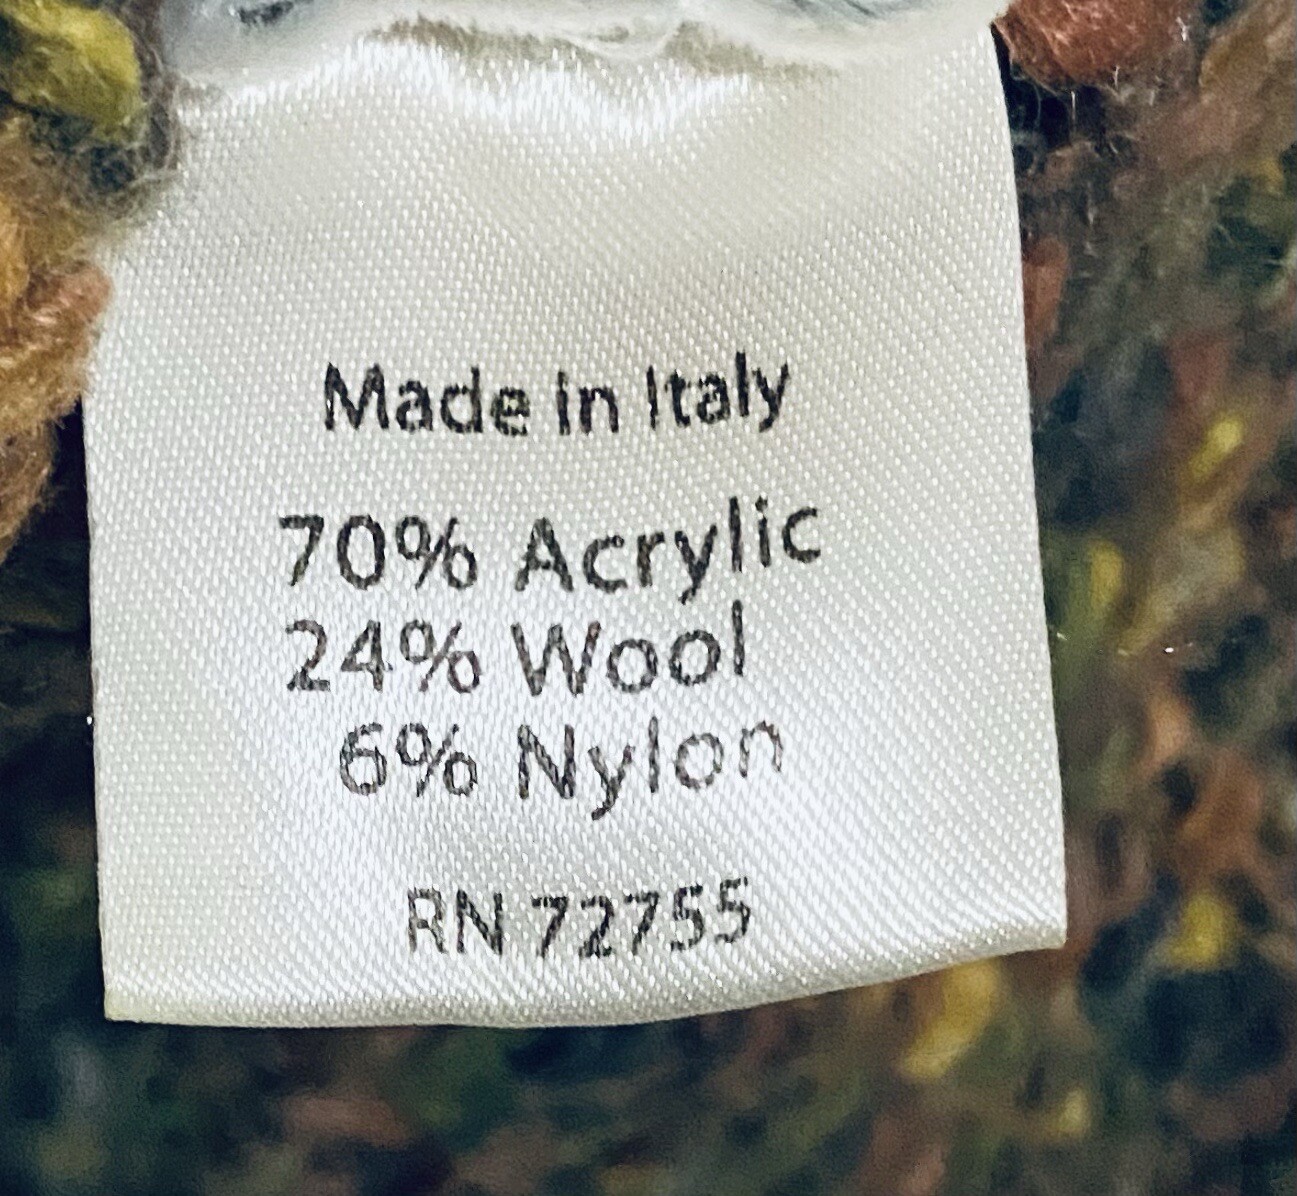 Made in Italy
70% Acrylic
24% Wool
6% Nylon
RN 72755